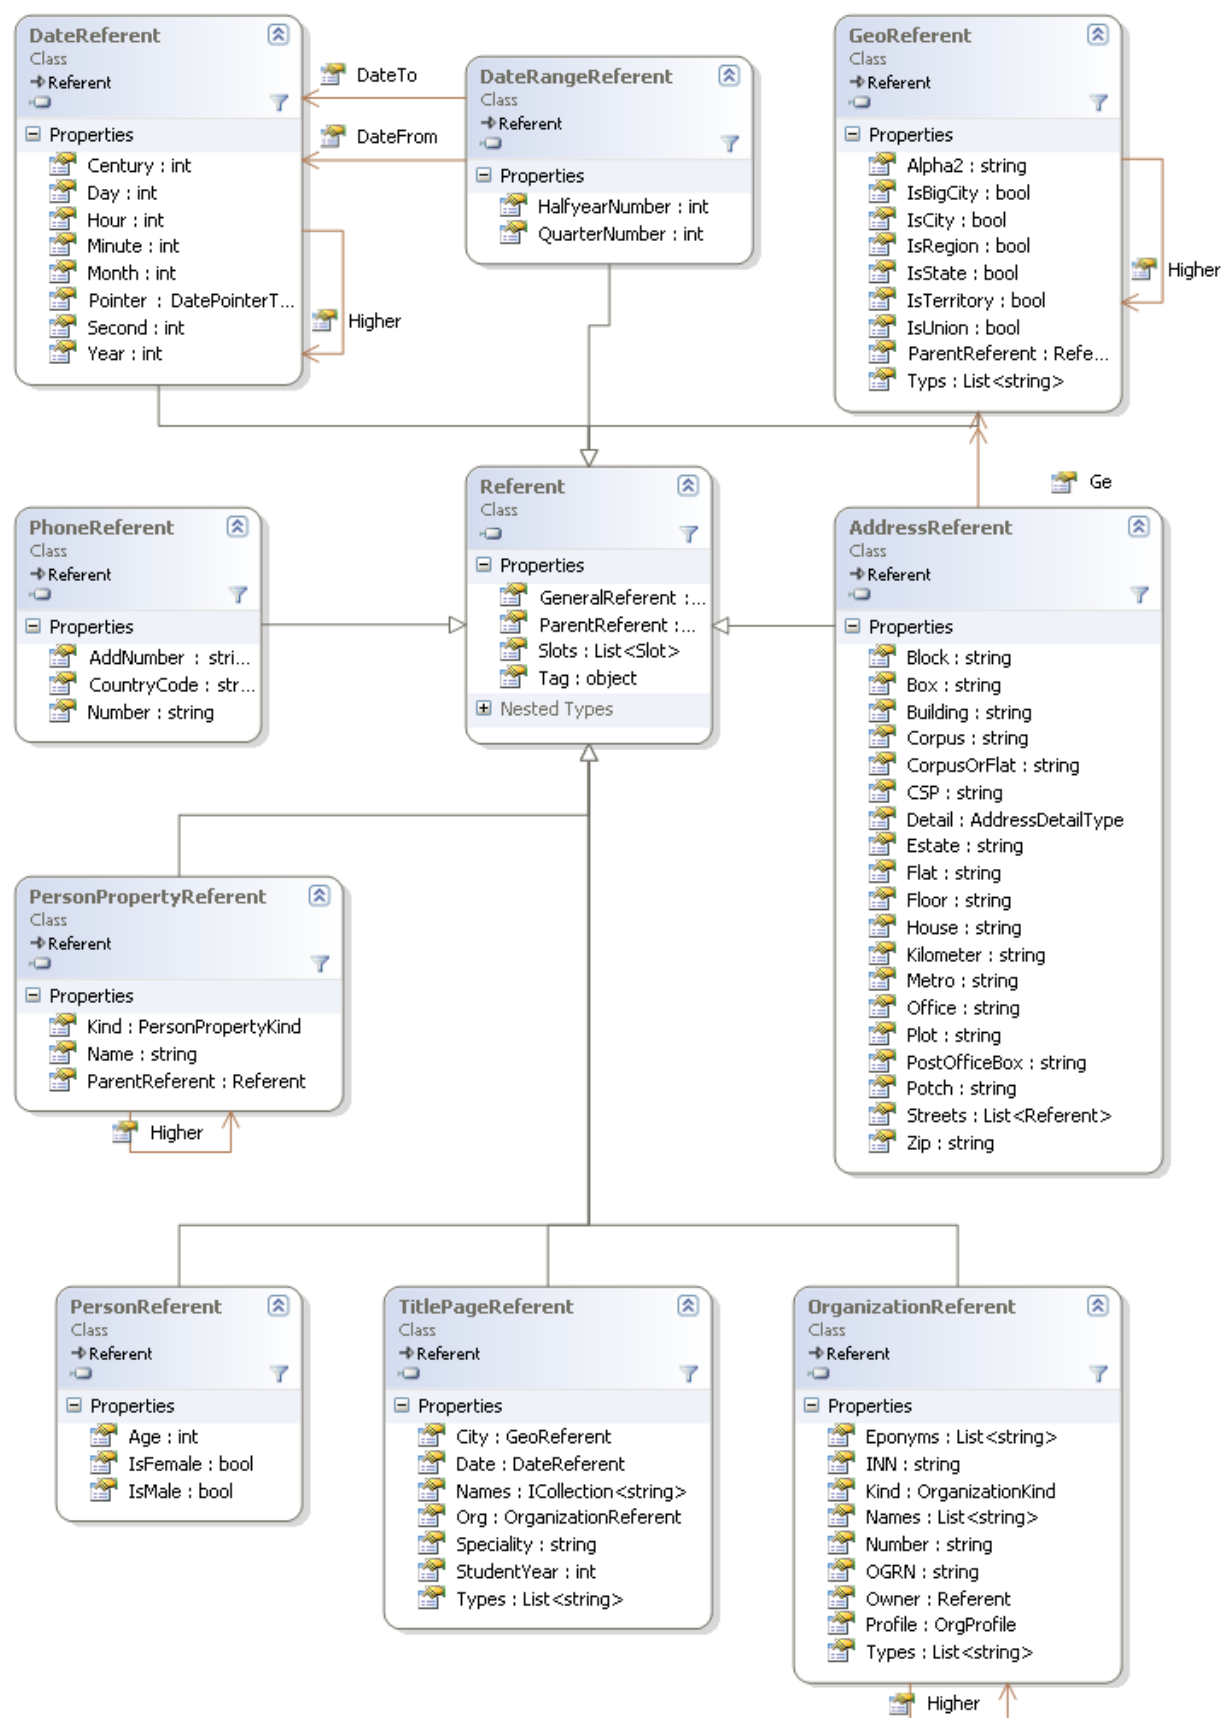 DateReferent
Class
Referent
Properties
Century : int
Day : int
Hour : int
Minute : int
Month : int
Pointer : DatePointerT...
Second : int
Year : int
Higher
DateTo
DateFrom
DateRangeReferent
Class
Referent
Properties
HalfyearNumber : int
QuarterNumber : int
GeoReferent
Class
Referent
Properties
Alpha2 : string
IsBigCity : bool
IsCity : bool
IsRegion : bool
IsState : bool
IsTerritory : bool
IsUnion : bool
ParentReferent : Refe...
Typs : List<string>
Higher
Ge
PhoneReferent
Class
Referent
Properties
AddNumber : stri...
CountryCode : str...
Number : string
Referent
Class
Properties
GeneralReferent :...
ParentReferent :...
Slots : List<Slot>
Tag : object
Nested Types
AddressReferent
Class
Referent
Properties
Block : string
Box : string
Building : string
Corpus : string
CorpusOrFlat : string
CSP : string
Detail : AddressDetailType
Estate : string
Flat : string
Floor : string
House : string
Kilometer : string
Metro : string
Office : string
Plot : string
PostOfficeBox : string
Potch : string
Streets : List<Referent>
Zip : string
PersonPropertyReferent
Class
Referent
Properties
Kind : PersonPropertyKind
Name : string
ParentReferent : Referent
Higher
PersonReferent
Class
Referent
Properties
Age : int
IsFemale : bool
IsMale : bool
TitlePageReferent
Class
Referent
Properties
City : GeoReferent
Date : DateReferent
Names : ICollection<string>
Org : OrganizationReferent
Speciality : string
StudentYear : int
Types : List<string>
OrganizationReferent
Class
Referent
Properties
Eponyms : List<string>
INN : string
Kind : OrganizationKind
Names : List<string>
Number : string
OGRN : string
Owner : Referent
Profile : OrgProfile
Types : List<string>
Higher